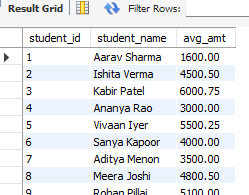 Result Grid Filter Rows:
student_id student_name avg_amt
1 Aarav Sharma 1600.00
2 Ishita Verma 4500.50
3 Kabir Patel 6000.75
4 Ananya Rao 3000.00
5 Vivaan Iyer 5500.25
6 Sanya Kapoor 4000.00
7 Aditya Menon 3500.00
8 Meera Joshi 4800.50
9 Rohan Pillai 5100.00